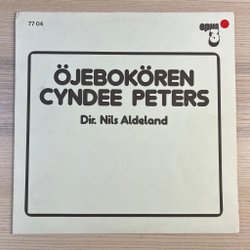 77 04
opus
3
ÖJEBOKÖREN
CYNDEE PETERS
Dir. Nils Aldeland